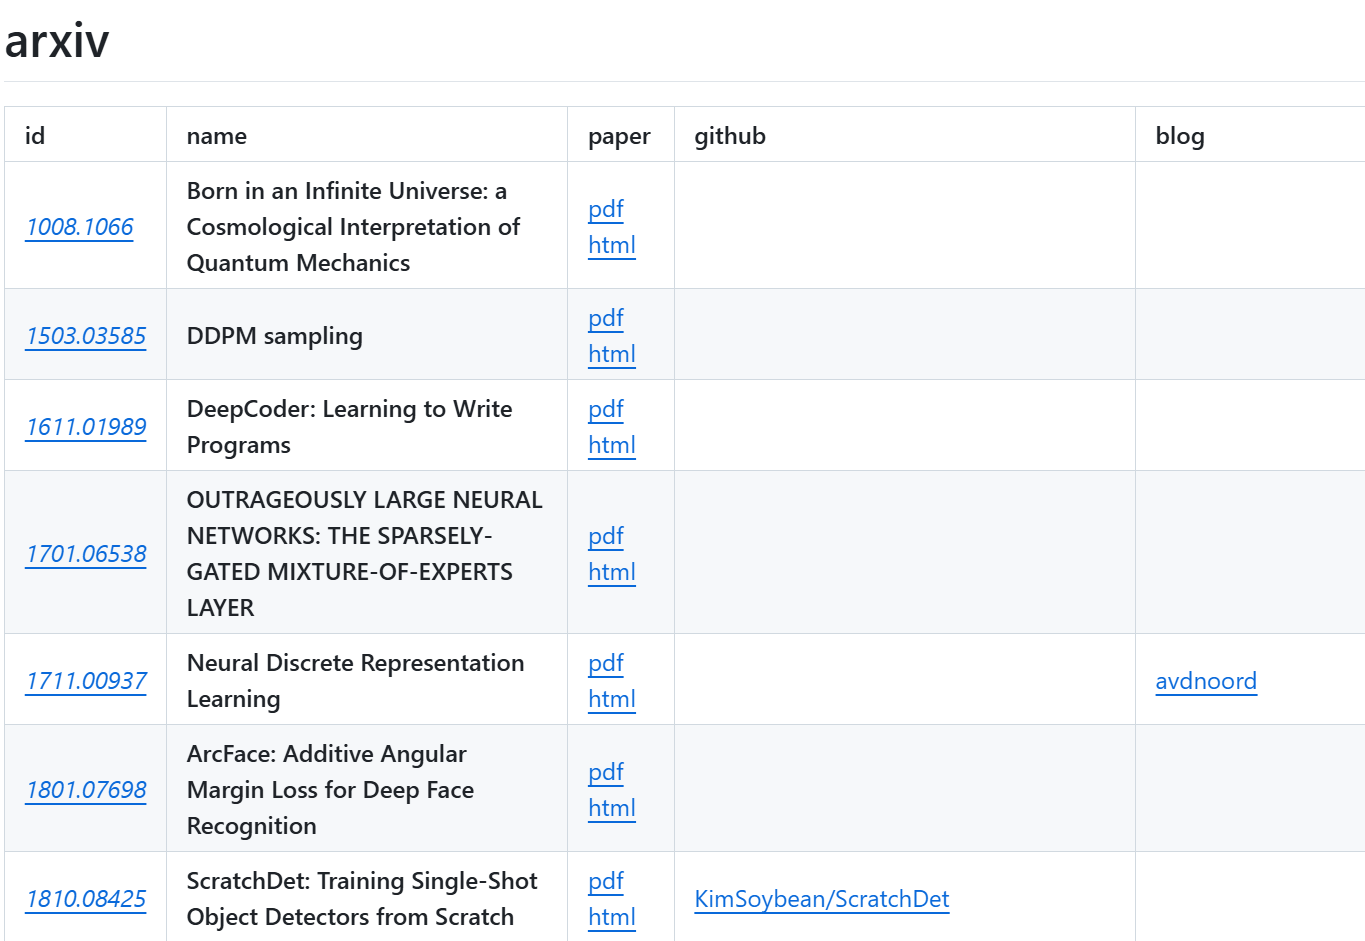 arxiv
id name paper github blog
1008.1066 Born in an Infinite Universe: a Cosmological Interpretation of Quantum Mechanics pdf html
1503.03585 DDPM sampling pdf html
1611.01989 DeepCoder: Learning to Write Programs pdf html
1701.06538 OUTRAGEOUSLY LARGE NEURAL NETWORKS: THE SPARSELY-GATED MIXTURE-OF-EXPERTS LAYER pdf html
1711.00937 Neural Discrete Representation Learning pdf html avdnoord
1801.07698 ArcFace: Additive Angular Margin Loss for Deep Face Recognition pdf html
1810.08425 ScratchDet: Training Single-Shot Object Detectors from Scratch pdf html KimSoybean/ScratchDet